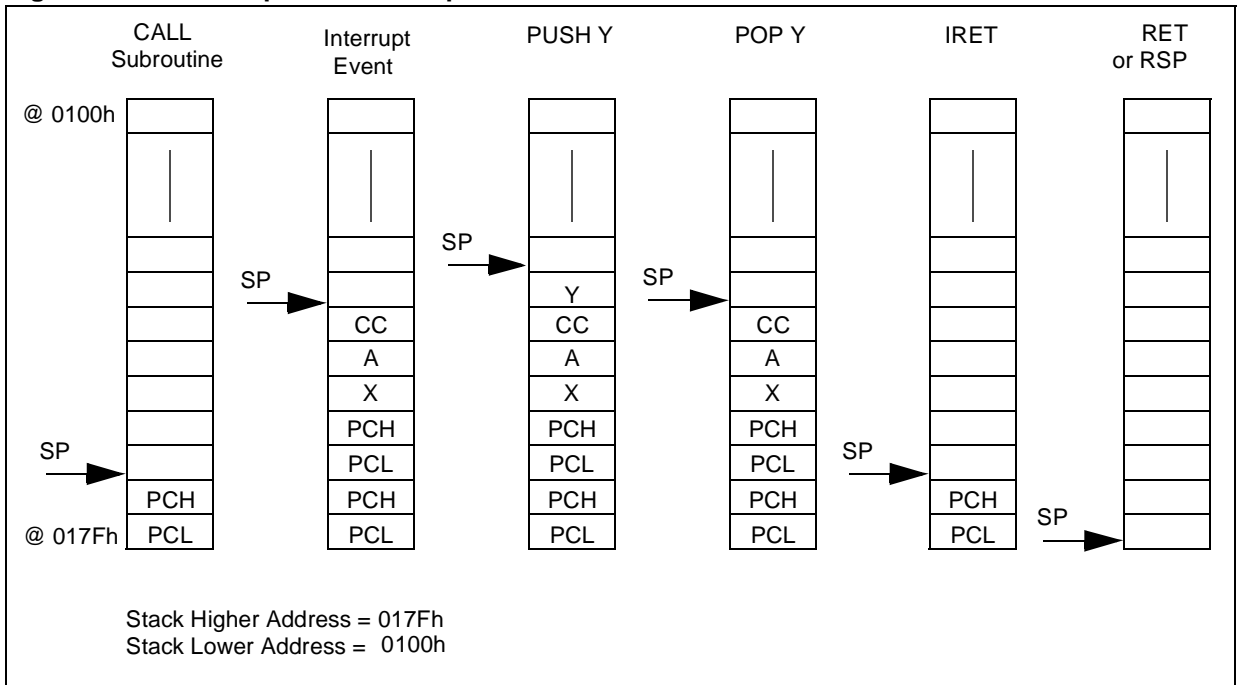 CALL
Subroutine
Interrupt
Event
PUSH Y
POP Y
IRET
RET
or RSP
@ 0100h
SP
SP
SP
Y
CC
CC
CC
A
A
A
X
X
X
PCH
PCH
PCH
SP
SP
PCL
PCL
PCL
PCH
PCH
PCH
PCH
PCH
SP
@ 017Fh
PCL
PCL
PCL
PCL
PCL
Stack Higher Address = 017Fh
Stack Lower Address = 0100h